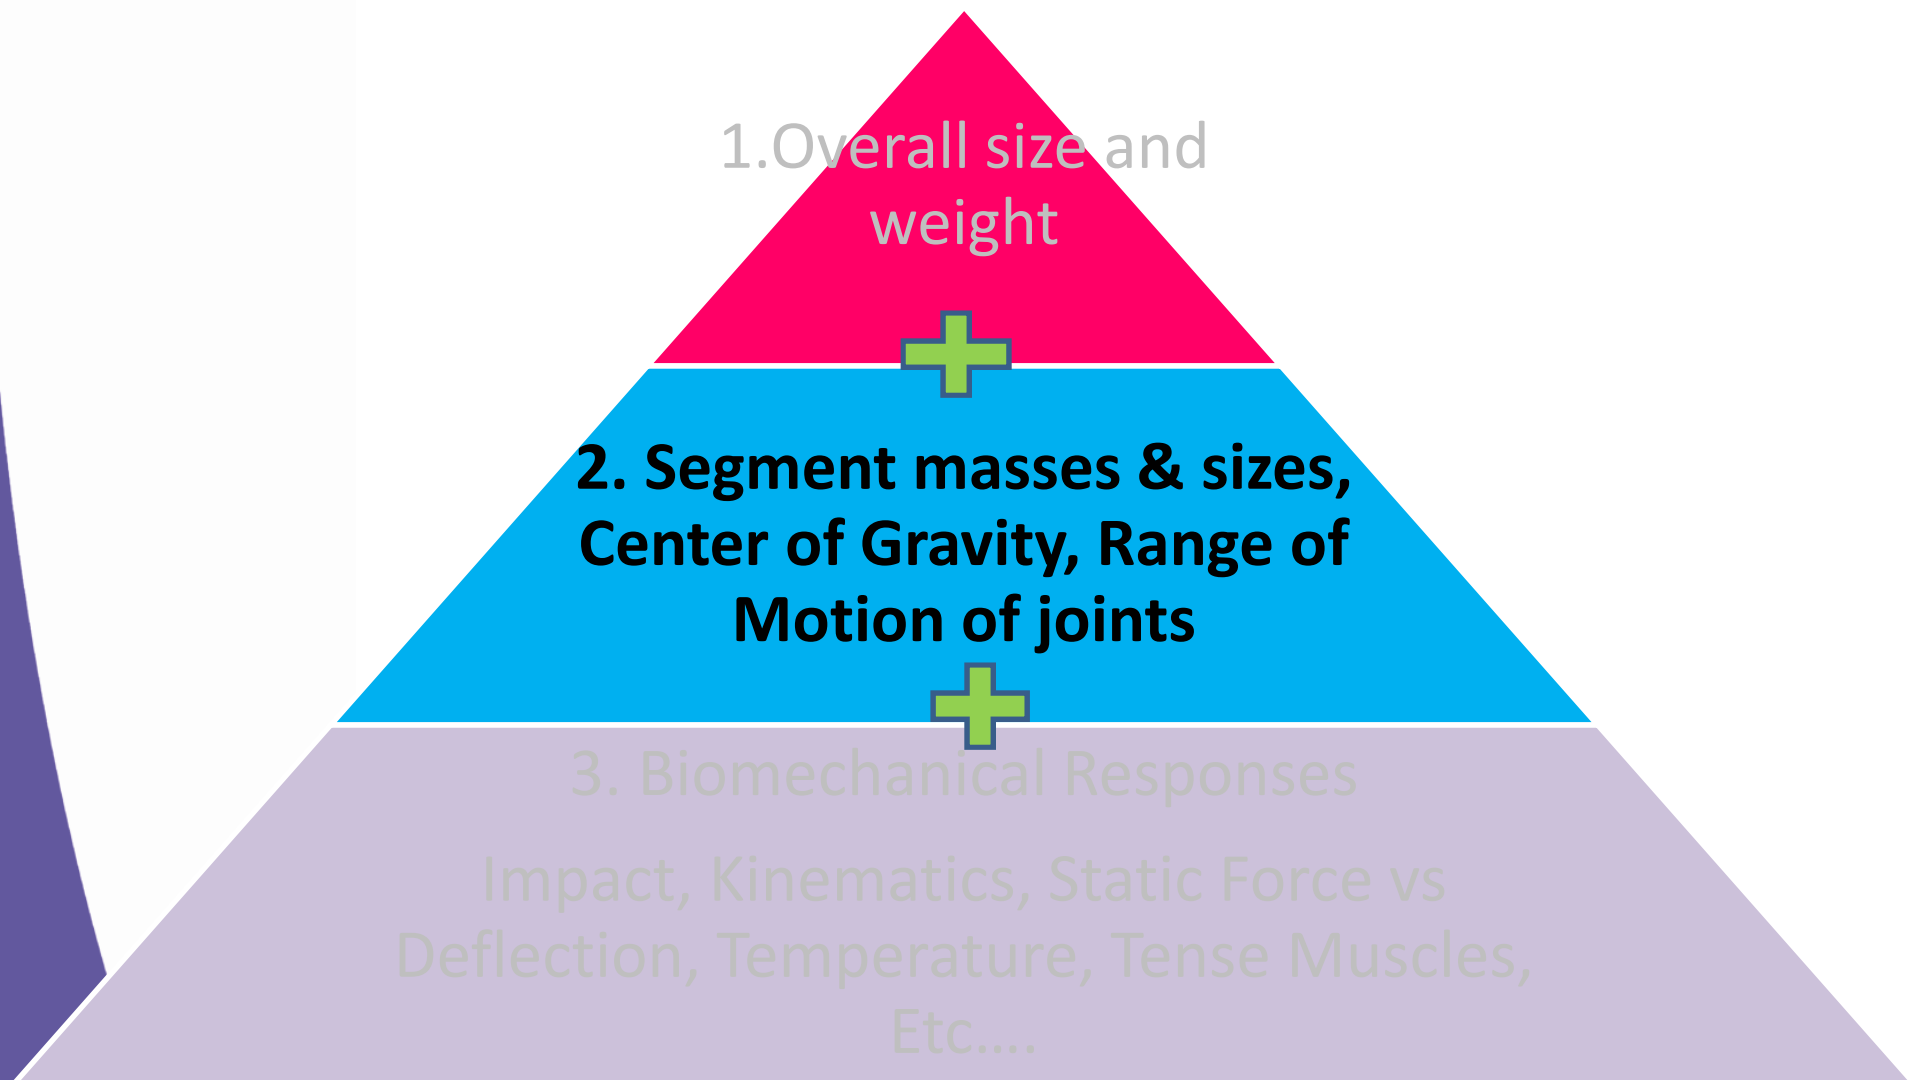 1.Overall size and
weight
2. Segment masses & sizes,
Center of Gravity, Range of
Motion of joints
3. Biomechanical Responses
Impact, Kinematics, Static Force vs
Deflection, Temperature, Tense Muscles,
Etc....